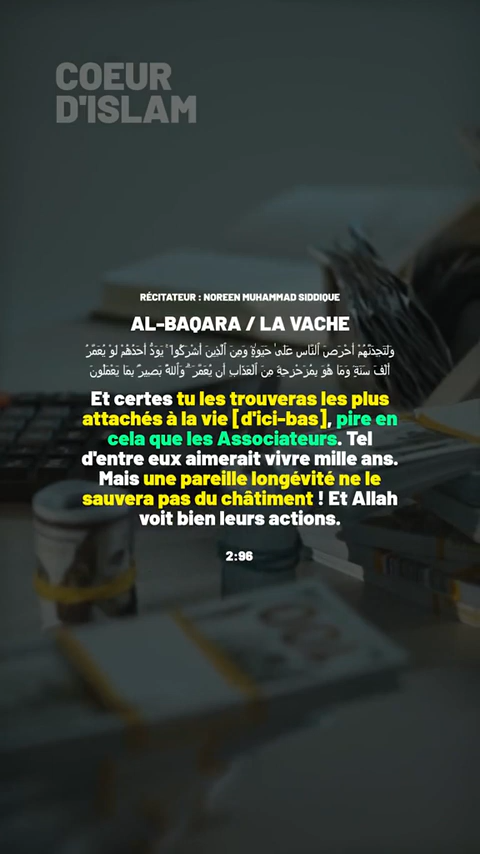 COEUR
D'ISLAM
RÉCITATEUR : NOREEN MUHAMMAD SIDDIQUE
AL-BAQARA / LA VACHE
وَلَتَجِدَنَّهُمْ أَحْرَصَ ٱلنَّاسِ عَلَىٰ حَيَوٰةٍ وَمِنَ ٱلَّذِينَ أَشْرَكُوا۟ ۚ يَوَدُّ أَحَدُهُمْ لَوْ يُعَمَّرُ
أَلْفَ سَنَةٍ وَمَا هُوَ بِمُزَحْزِحِهِۦ مِنَ ٱلْعَذَابِ أَن يُعَمَّرَ ۗ وَٱللَّهُ بَصِيرٌۢ بِمَا يَعْمَلُونَ
Et certes tu les trouveras les plus
attachés à la vie [d'ici-bas], pire en
cela que les Associateurs. Tel
d'entre eux aimerait vivre mille ans.
Mais une pareille longévité ne le
sauvera pas du châtiment ! Et Allah
voit bien leurs actions.
2:96